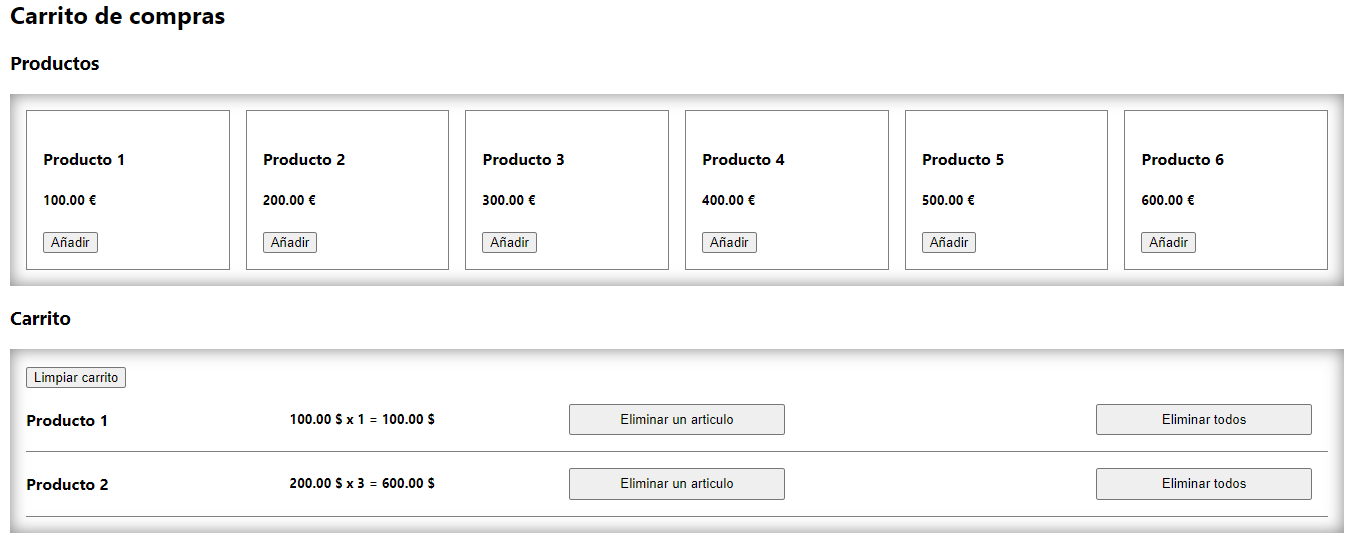 Carrito de compras
Productos
Producto 1
100.00 €
Añadir
Producto 2
200.00 €
Añadir
Producto 3
300.00 €
Añadir
Producto 4
400.00 €
Añadir
Producto 5
500.00 €
Añadir
Producto 6
600.00 €
Añadir
Carrito
Limpiar carrito
Producto 1 100.00 $ x 1 = 100.00 $ Eliminar un articulo Eliminar todos
Producto 2 200.00 $ x 3 = 600.00 $ Eliminar un articulo Eliminar todos